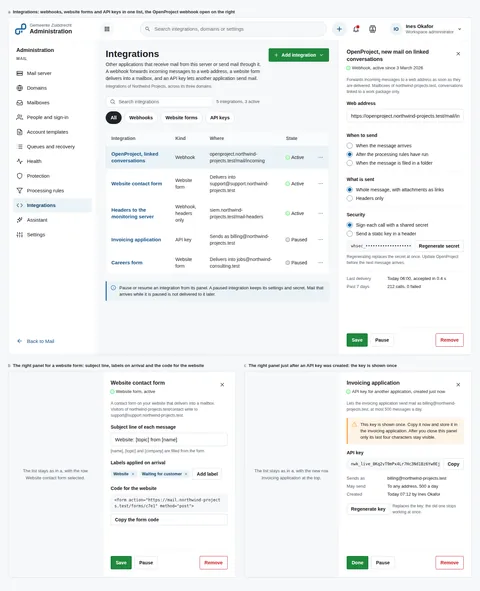 Integrations: webhooks, website forms and API keys in one list, the OpenProject webhook open on the right
Gemeente Zuiddrecht
Administration
Search integrations, domains or settings
IO
Ines Okafor
Workspace administrator
Administration
MAIL
Mail server
Domains
Mailboxes
People and sign-in
Account templates
Queues and recovery
Health
Protection
Processing rules
Integrations
Assistant
Settings
Back to Mail
Integrations
Add integration
Other applications that receive mail from this server or send mail through it.
A webhook forwards incoming messages to a web address, a website form
delivers into a mailbox, and an API key lets another application send mail.
Integrations of Northwind Projects, across its three domains.
Search integrations
5 integrations, 3 active
All
Webhooks
Website forms
API keys
Integration
Kind
Where
State
OpenProject, linked
conversations
Webhook
openproject.northwind-
projects.test/mail/incoming
Active
Website contact form
Website
form
Delivers into
support@support.northwind-
projects.test
Active
Headers to the
monitoring server
Webhook,
headers
only
siem.northwind-
projects.test/mail-headers
Active
Invoicing application
API key
Sends as billing@northwind-
projects.test
Paused
Careers form
Website
form
Delivers into jobs@northwind-
consulting.test
Paused
Pause or resume an integration from its panel. A paused integration keeps its settings and secret. Mail that
arrives while it is paused is not delivered to it later.
OpenProject, new mail on linked
conversations
Webhook, active since 3 March 2026
Forwards incoming messages to a web address as soon as they
are delivered. Mailboxes of northwind-projects.test, conversations
linked to a work package only.
Web address
https://openproject.northwind-projects.test/mail/in
When to send
When the message arrives
After the processing rules have run
When the message is filed in a folder
What is sent
Whole message, with attachments as links
Headers only
Security
Sign each call with a shared secret
Send a static key in a header
Regenerate secret
Regenerating replaces the secret at once. Update OpenProject
before the next message arrives.
Last delivery
Today 08:00, accepted in 0.4 s
Past 7 days
212 calls, 0 failed
Save
Pause
Remove
The right panel for a website form: subject line, labels on arrival and the code for the website
The list stays as is, with the row
Website contact form selected.
Website contact form
Website form, active
A contact form on your website that delivers into a mailbox.
support@support.northwind-projects.test.
Subject line of each message
Website: [topic] from [name]
[name], [topic] and [company] are filled from the form.
Labels applied on arrival
Website
Waiting for customer
Add label
Code for the website
<form action="https://mail.northwind-project
s.test/forms/c7e1" method="post">
Copy the form code
Save
Pause
Remove
The right panel just after an API key was created: the key is shown once
The list stays as is, with the new row
Invoicing application at the top.
Invoicing application
API key for another application, created just now
Lets the invoicing application send mail as billing@northwind-
projects.test, at most 500 messages a day.
This key is shown once. Copy it now and store it in
the invoicing application. After you close this panel
only its last four characters stay visible.
API key
Copy
Sends as
billing@northwind-projects.test
May send
To any address, 500 a day
Created
Today 07:12 by Ines Okafor
Regenerate key
Replaces the key; the old one stops
working at once.
Done
Pause
Remove